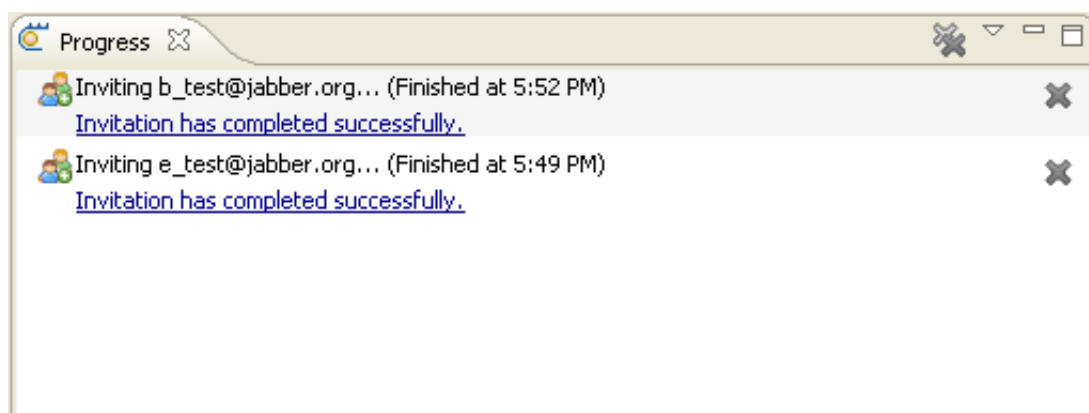 Progress
Inviting b_test@jabber.org... (Finished at 5:52 PM)
Invitation has completed successfully.
Inviting e_test@jabber.org... (Finished at 5:49 PM)
Invitation has completed successfully.